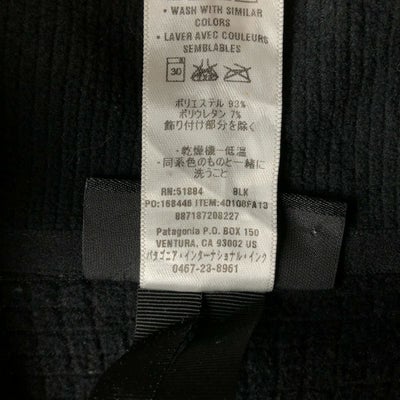 • WASH WITH SIMILAR
COLORS
• LAVER AVEC COULEURS
SEMBLABLES
30
ポリエステル 93%
ポリウレタン 7%
飾り付け部分を除く
・乾燥機－低温
・同系色のものと一緒に
洗うこと
RN:51884 BLK
PO:168446 ITEM:40108FA13
887187208227
Patagonia P.O. BOX 150
VENTURA, CA 93002 US
パタゴニア・インターナショナル・インク
0467-23-8961